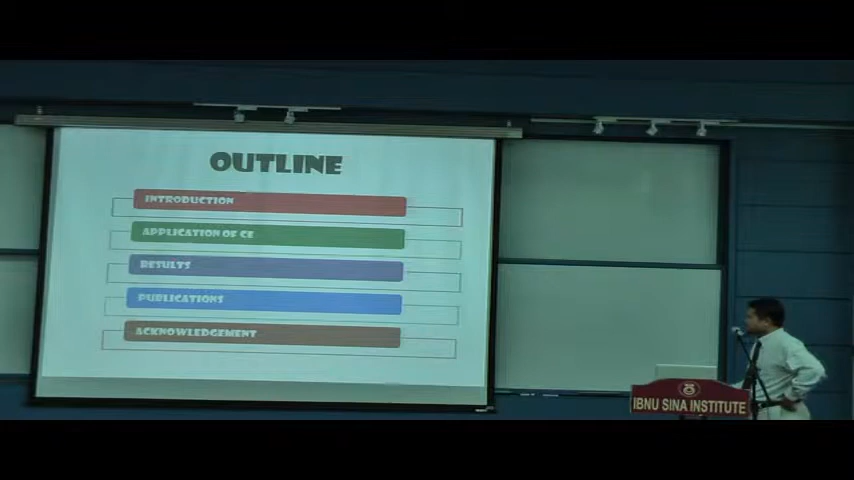 OUTLINE
INTRODUCTION
APPLICATION OF CE
RESULTS
PUBLICATIONS
ACKNOWLEDGEMENT
IBNU SINA INSTITUTE